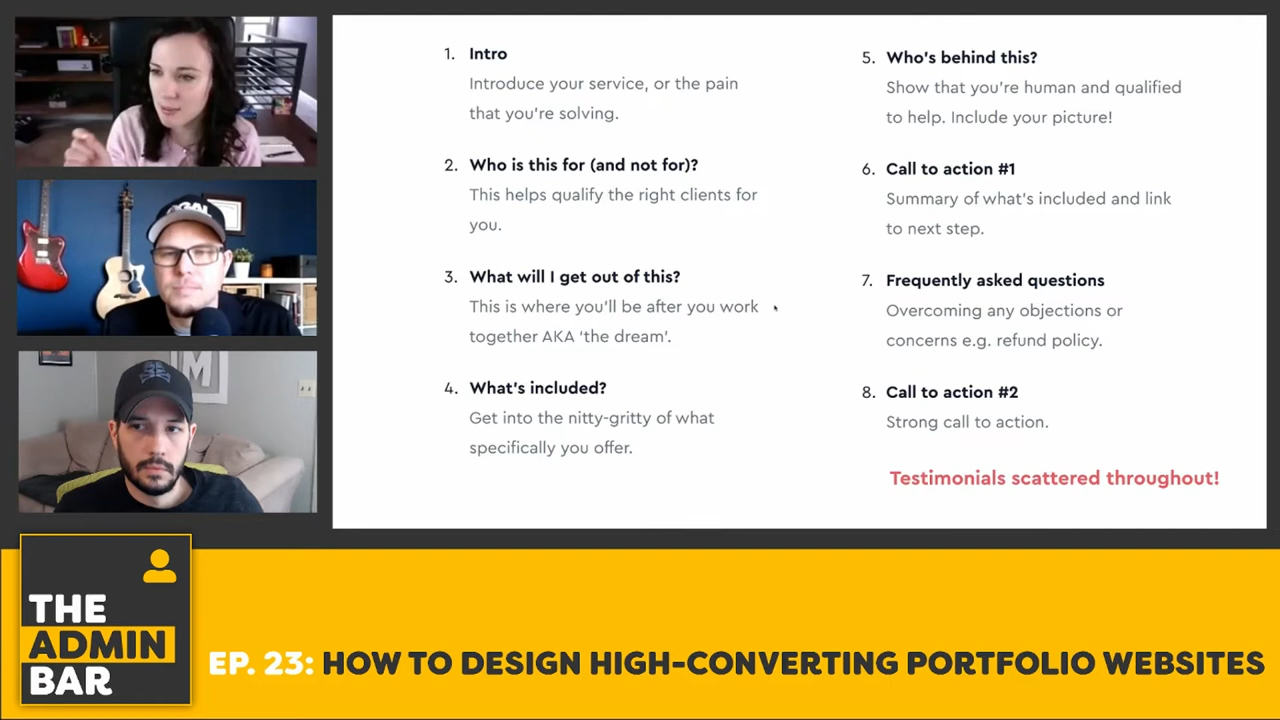 1. Intro
Introduce your service, or the pain
that you're solving.
2. Who is this for (and not for)?
This helps qualify the right clients for
you.
3. What will I get out of this?
This is where you'll be after you work
together AKA 'the dream'.
4. What's included?
Get into the nitty-gritty of what
specifically you offer.
5. Who's behind this?
Show that you're human and qualified
to help. Include your picture!
6. Call to action #1
Summary of what's included and link
to next step.
7. Frequently asked questions
Overcoming any objections or
concerns e.g. refund policy.
8. Call to action #2
Strong call to action.
Testimonials scattered throughout!
M
THE
ADMIN
BAR
EP. 23: HOW TO DESIGN HIGH-CONVERTING PORTFOLIO WEBSITES